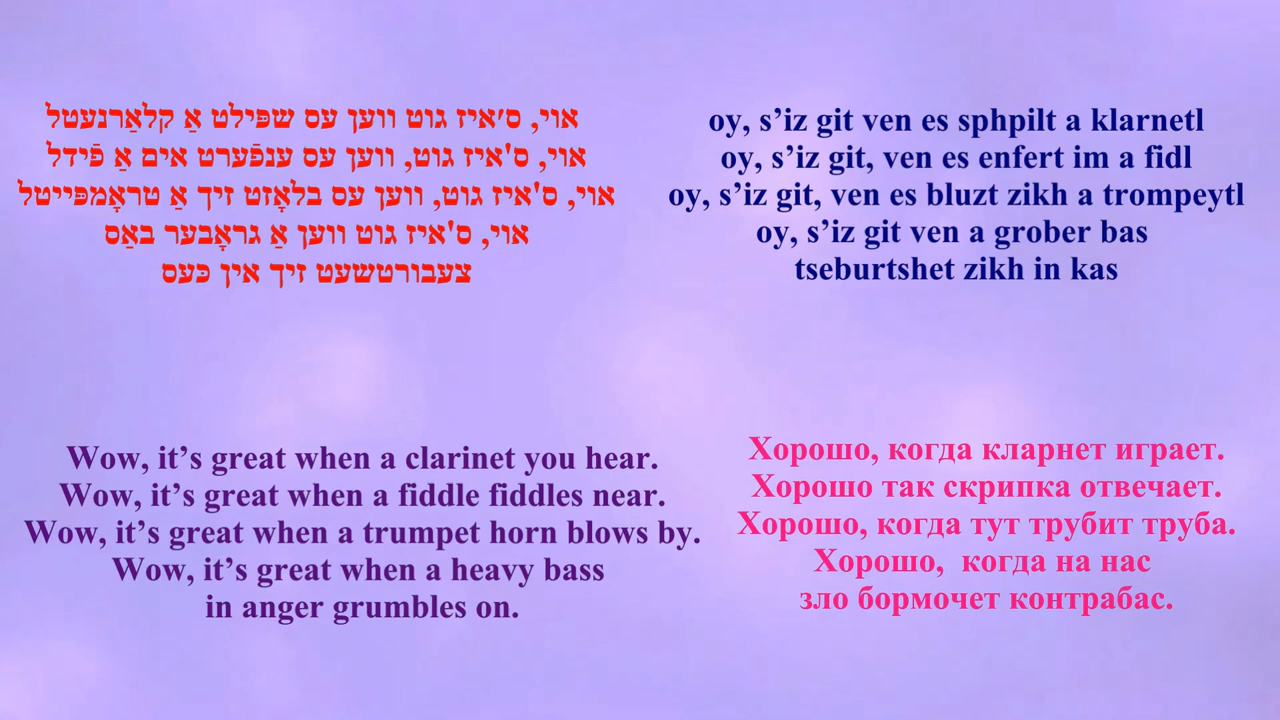 אוי, ס׳איז גוט ווען עס שפּילט אַ קלאַרנעטל
אוי, ס'איז גוט, ווען עס ענפֿערט אים אַ פֿידל
אוי, ס'איז גוט, ווען עס בלאָזט זיך אַ טראָמפּייטל
אוי, ס'איז גוט ווען אַ גראָבער באַס
צעבורטשעט זיך אין כּעס
oy, s’iz git ven es sphpilt a klarnetl
oy, s’iz git, ven es enfert im a fidl
oy, s’iz git, ven es bluzt zikh a trompeytl
oy, s’iz git ven a grober bas
tseburtshet zikh in kas
Wow, it’s great when a clarinet you hear.
Wow, it’s great when a fiddle fiddles near.
Wow, it’s great when a trumpet horn blows by.
Wow, it’s great when a heavy bass
in anger grumbles on.
Хорошо, когда кларнет играет.
Хорошо так скрипка отвечает.
Хорошо, когда тут трубит труба.
Хорошо,  когда на нас
зло бормочет контрабас.